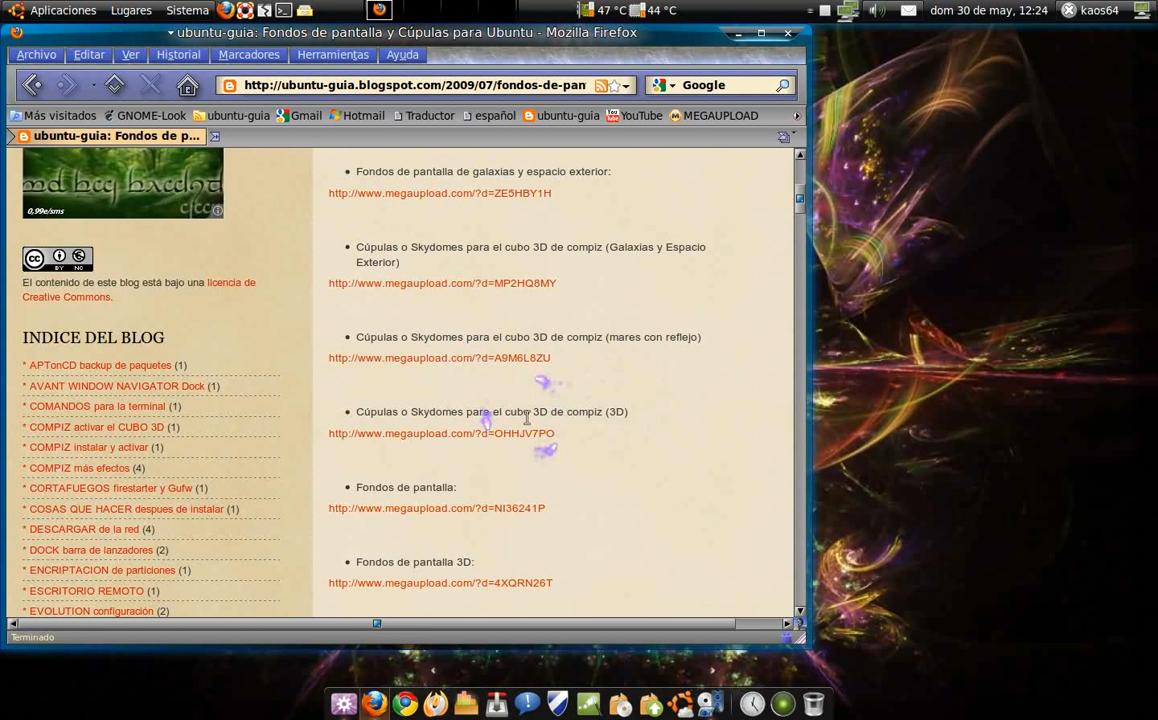 Aplicaciones Lugares Sistema 47 °C 44 °C dom 30 de may, 12:24 kaos64
ubuntu-guia: Fondos de pantalla y Cúpulas para Ubuntu - Mozilla Firefox
Archivo Editar Ver Historial Marcadores Herramientas Ayuda
http://ubuntu-guia.blogspot.com/2009/07/fondos-de-pan Google
Más visitados GNOME-Look ubuntu-guia Gmail Hotmail Traductor español ubuntu-guia YouTube MEGAUPLOAD
ubuntu-guia: Fondos de p...
0,99e/sms
BY NC
El contenido de este blog está bajo una licencia de
Creative Commons.
INDICE DEL BLOG
* APTonCD backup de paquetes (1)
* AVANT WINDOW NAVIGATOR Dock (1)
* COMANDOS para la terminal (1)
* COMPIZ activar el CUBO 3D (1)
* COMPIZ instalar y activar (1)
* COMPIZ más efectos (4)
* CORTAFUEGOS firestarter y Gufw (1)
* COSAS QUE HACER despues de instalar (1)
* DESCARGAR de la red (4)
* DOCK barra de lanzadores (2)
* ENCRIPTACION de particiones (1)
* ESCRITORIO REMOTO (1)
* EVOLUTION configuración (2)
• Fondos de pantalla de galaxias y espacio exterior:
http://www.megaupload.com/?d=ZE5HBY1H
• Cúpulas o Skydomes para el cubo 3D de compiz (Galaxias y Espacio
Exterior)
http://www.megaupload.com/?d=MP2HQ8MY
• Cúpulas o Skydomes para el cubo 3D de compiz (mares con reflejo)
http://www.megaupload.com/?d=A9M6L8ZU
• Cúpulas o Skydomes para el cubo 3D de compiz (3D)
http://www.megaupload.com/?d=OHHJV7PO
• Fondos de pantalla:
http://www.megaupload.com/?d=NI36241P
• Fondos de pantalla 3D:
http://www.megaupload.com/?d=4XQRN26T
Terminado